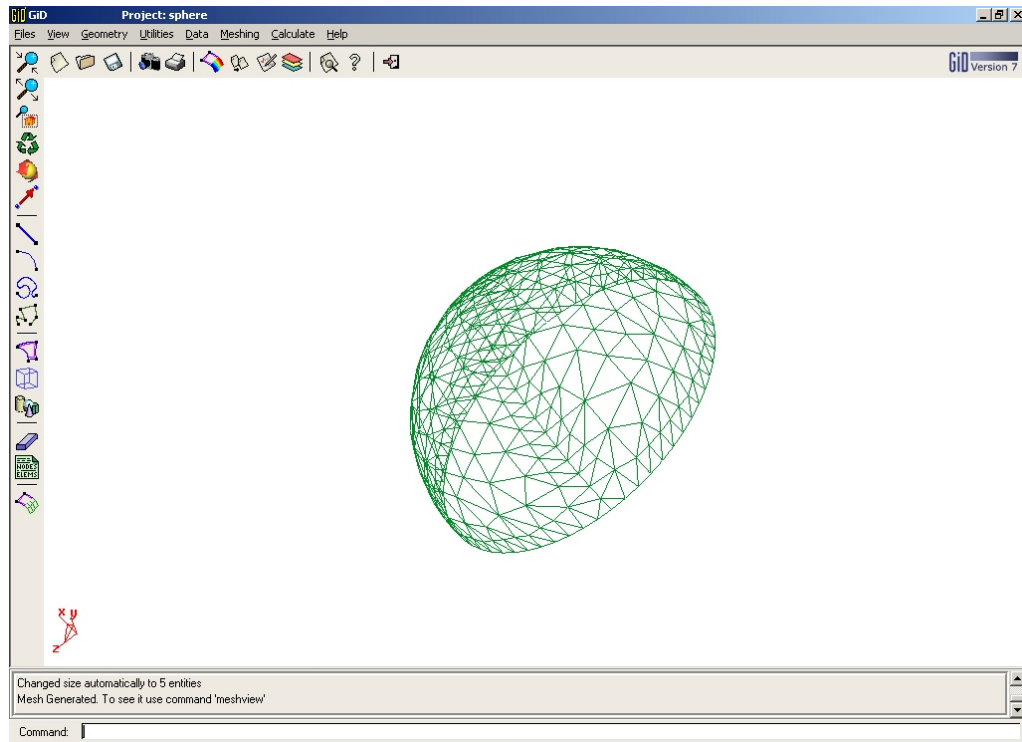 GiD GiD Project: sphere
Files View Geometry Utilities Data Meshing Calculate Help
GiD Version 7
NODES
ELEMS
x y
z
Changed size automatically to 5 entities
Mesh Generated. To see it use command 'meshview'
Command: